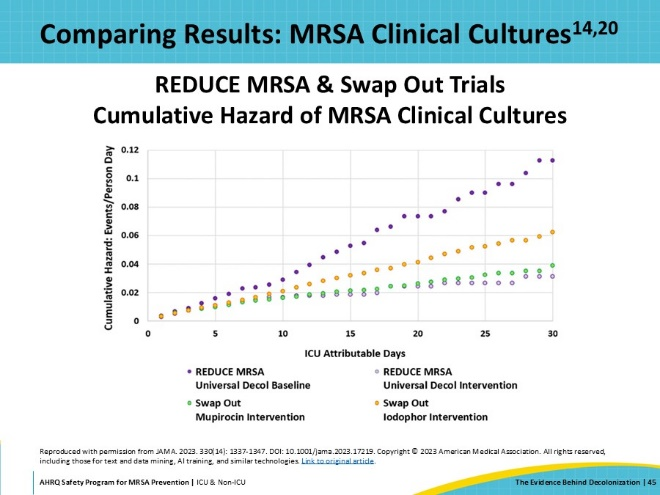 Comparing Results: MRSA Clinical Cultures14,20
REDUCE MRSA & Swap Out Trials
Cumulative Hazard of MRSA Clinical Cultures
Cumulative Hazard: Events/Person Day
0.12
0.1
0.08
0.06
0.04
0.02
0
0 5 10 15 20 25 30
ICU Attributable Days
REDUCE MRSA
Universal Decol Baseline
REDUCE MRSA
Universal Decol Intervention
Swap Out
Mupirocin Intervention
Swap Out
Iodophor Intervention
Reproduced with permission from JAMA. 2023. 330(14): 1337-1347. DOI: 10.1001/jama.2023.17219. Copyright © 2023 American Medical Association. All rights reserved,
including those for text and data mining, AI training, and similar technologies. Link to original article.
AHRQ Safety Program for MRSA Prevention | ICU & Non-ICU
The Evidence Behind Decolonization | 45